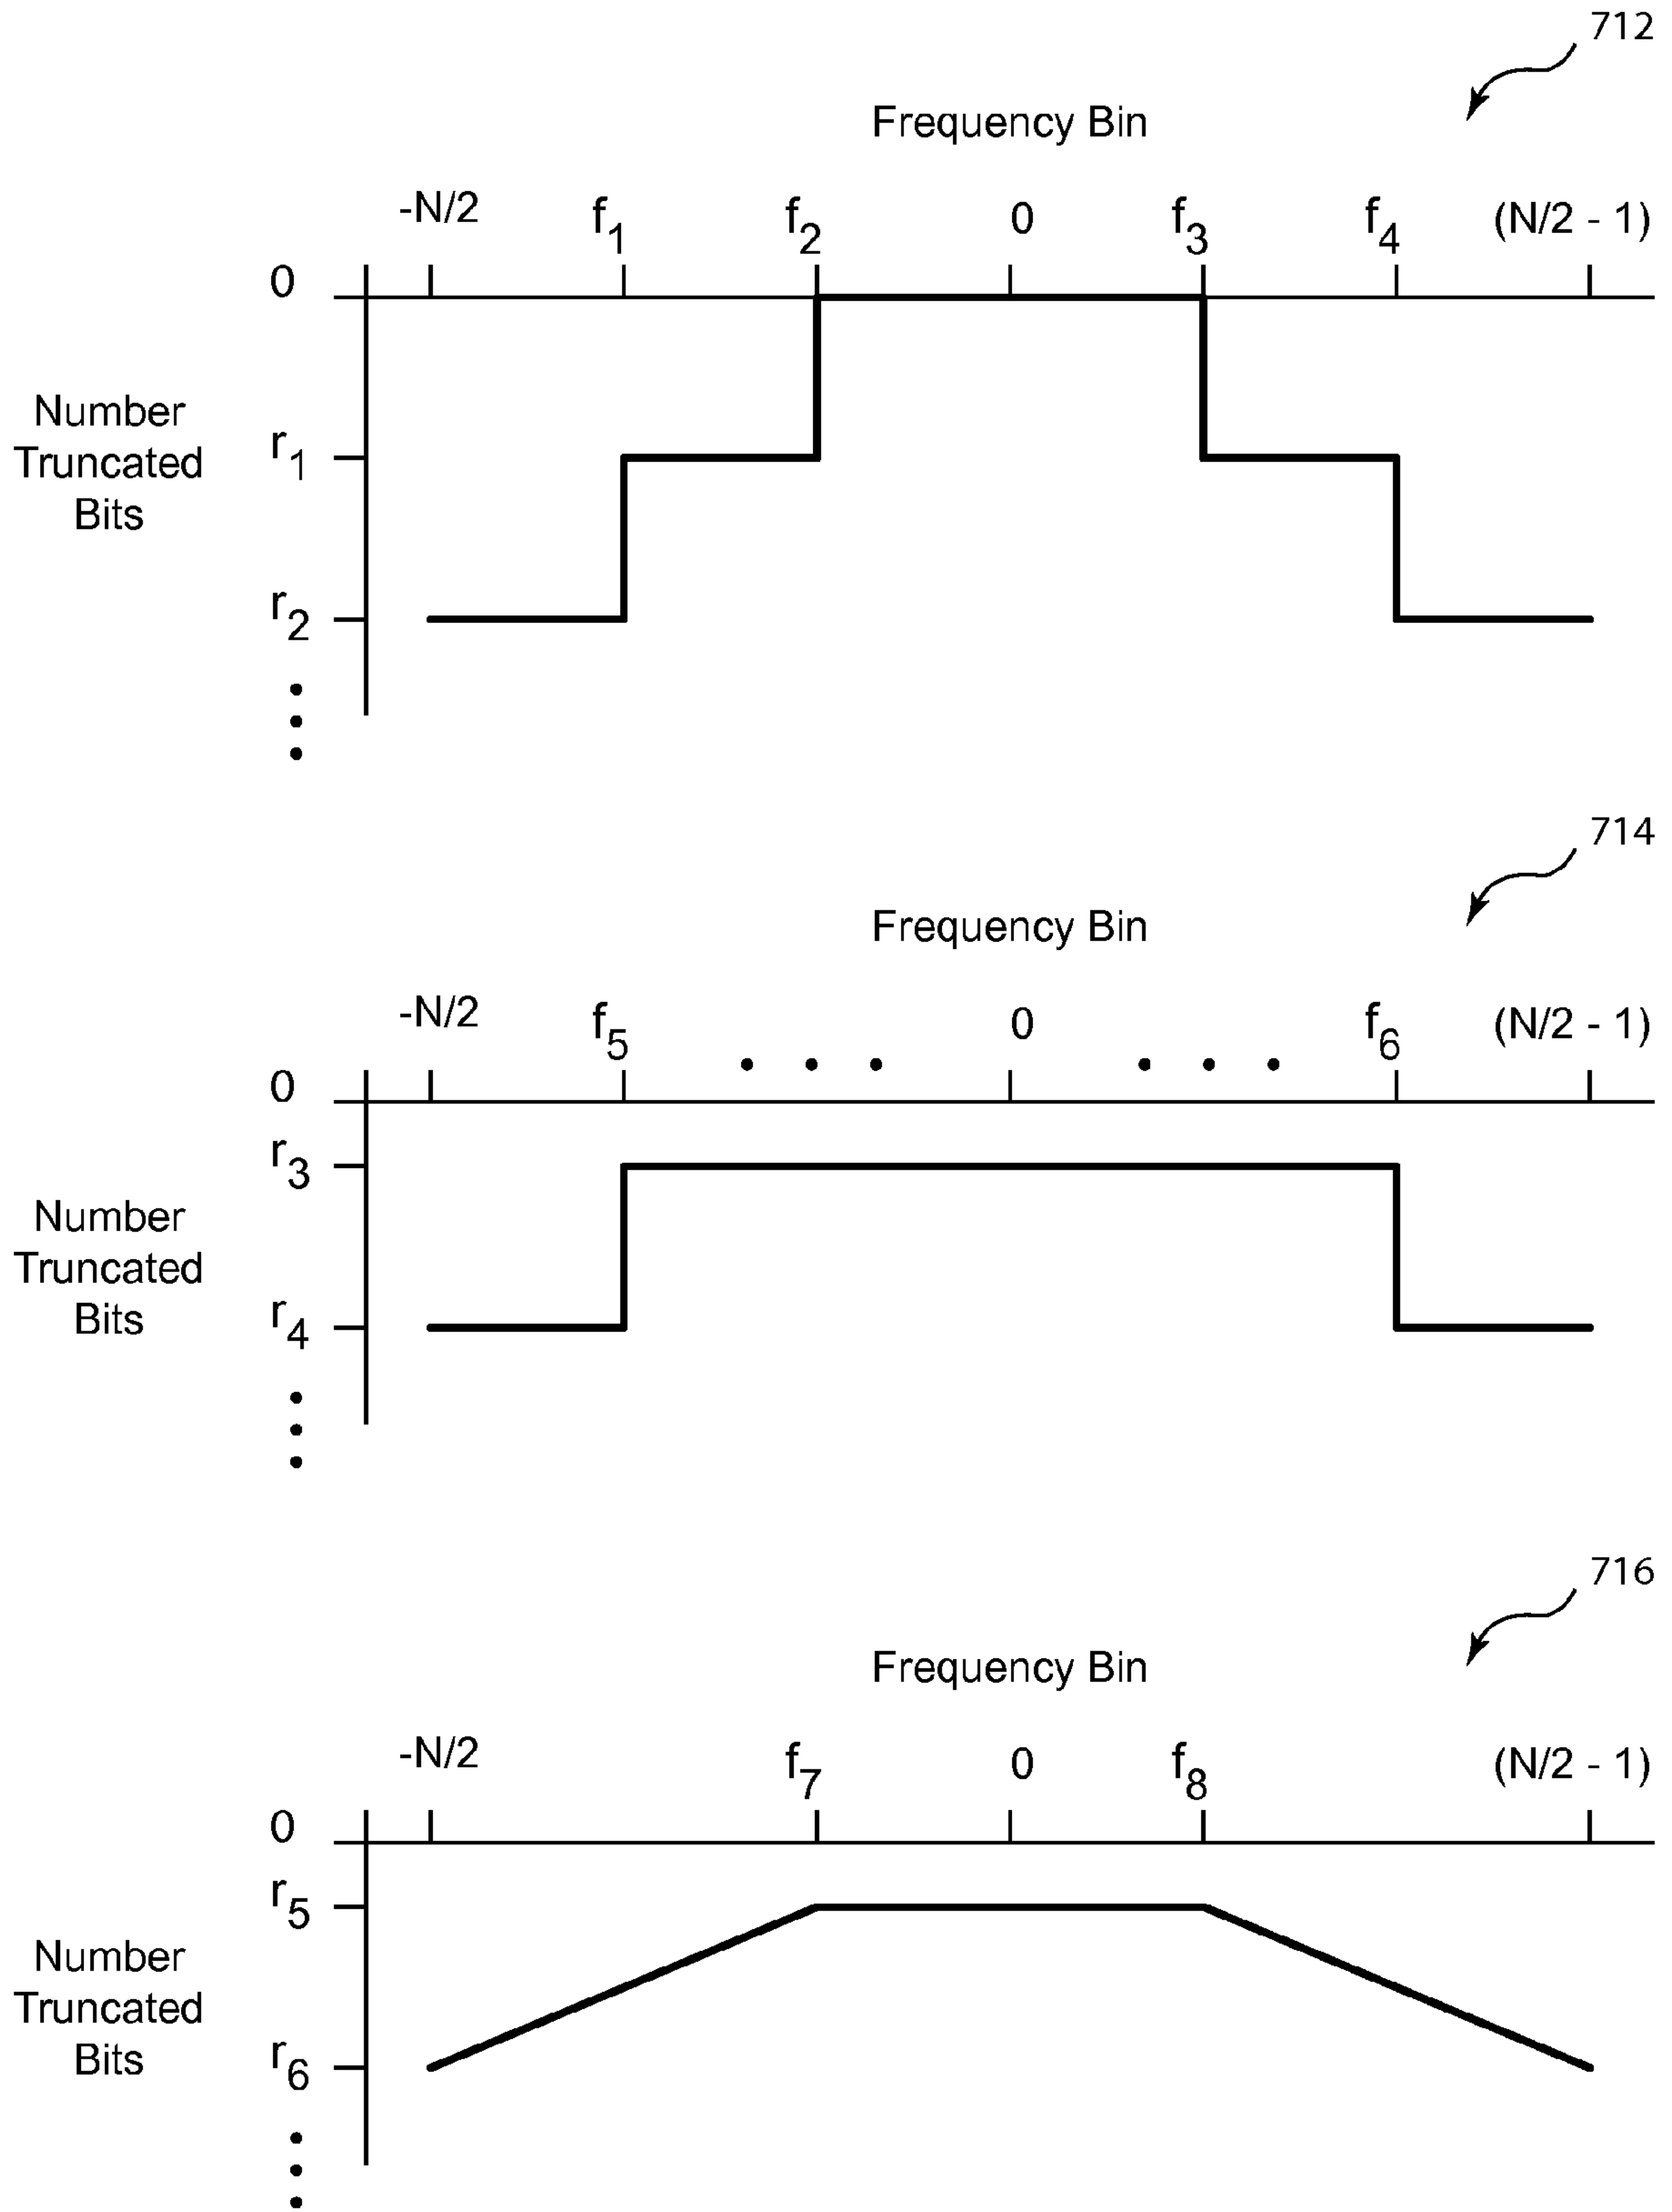 712
Frequency Bin
-N/2 f1 f2 0 f3 f4 (N/2 - 1)
0
Number
Truncated
Bits
r1
r2
714
Frequency Bin
-N/2 f5 0 f6 (N/2 - 1)
0
r3
Number
Truncated
Bits
r4
716
Frequency Bin
-N/2 f7 0 f8 (N/2 - 1)
0
r5
Number
Truncated
Bits
r6